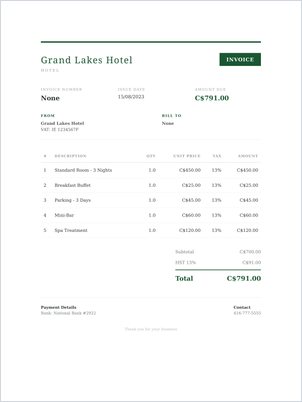 Grand Lakes Hotel
HOTEL
INVOICE
INVOICE NUMBER ISSUE DATE AMOUNT DUE
None 15/08/2023 C$791.00
FROM BILL TO
Grand Lakes Hotel None
VAT: IE 1234567F
# DESCRIPTION QTY UNIT PRICE TAX AMOUNT
1 Standard Room - 3 Nights 1.0 C$450.00 13% C$450.00
2 Breakfast Buffet 1.0 C$25.00 13% C$25.00
3 Parking - 3 Days 1.0 C$45.00 13% C$45.00
4 Mini-Bar 1.0 C$60.00 13% C$60.00
5 Spa Treatment 1.0 C$120.00 13% C$120.00
Subtotal C$700.00
HST 13% C$91.00
Total C$791.00
Payment Details Contact
Bank: National Bank #2022 416-777-5555
Thank you for your business